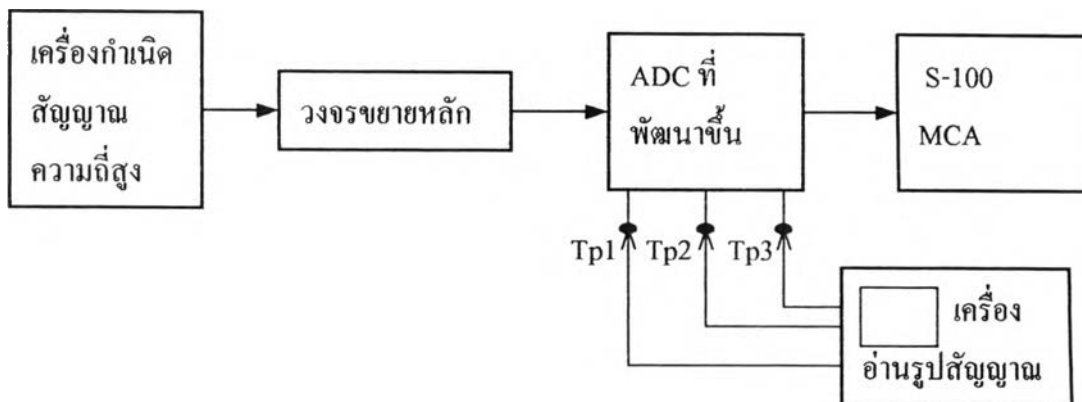 เครื่องกำเนิด
สัญญาณ
ความถี่สูง
วงจรขยายหลัก
ADC ที่
พัฒนาขึ้น
S-100
MCA
Tp1
Tp2
Tp3
เครื่อง
อ่านรูปสัญญาณ